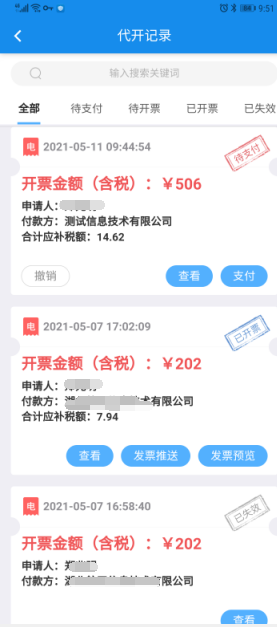 9:51
代开记录
输入搜索关键词
全部 待支付 待开票 已开票 已失效
电 2021-05-11 09:44:54
待支付
开票金额（含税）：￥506
申请人：
付款方：测试信息技术有限公司
合计应补税额：14.62
撤销 查看 支付
电 2021-05-07 17:02:09
已开票
开票金额（含税）：￥202
申请人：
付款方：术有限公司
合计应补税额：7.94
查看 发票推送 发票预览
电 2021-05-07 16:58:40
已失效
开票金额（含税）：￥202
申请人：
付款方：有限公司
查看